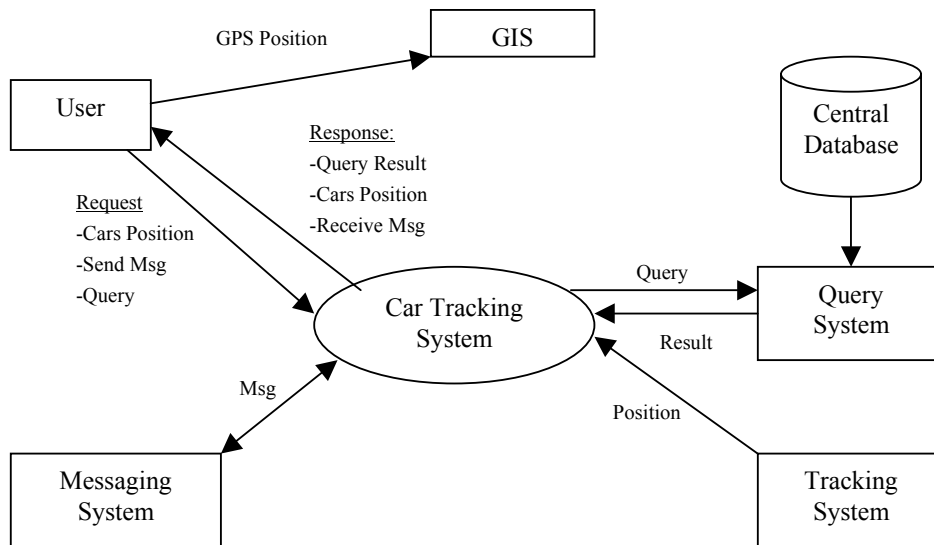 GPS Position
GIS
User
Central
Database
Response:
-Query Result
-Cars Position
-Receive Msg
Request
-Cars Position
-Send Msg
-Query
Car Tracking
System
Query
Result
Query
System
Msg
Position
Messaging
System
Tracking
System